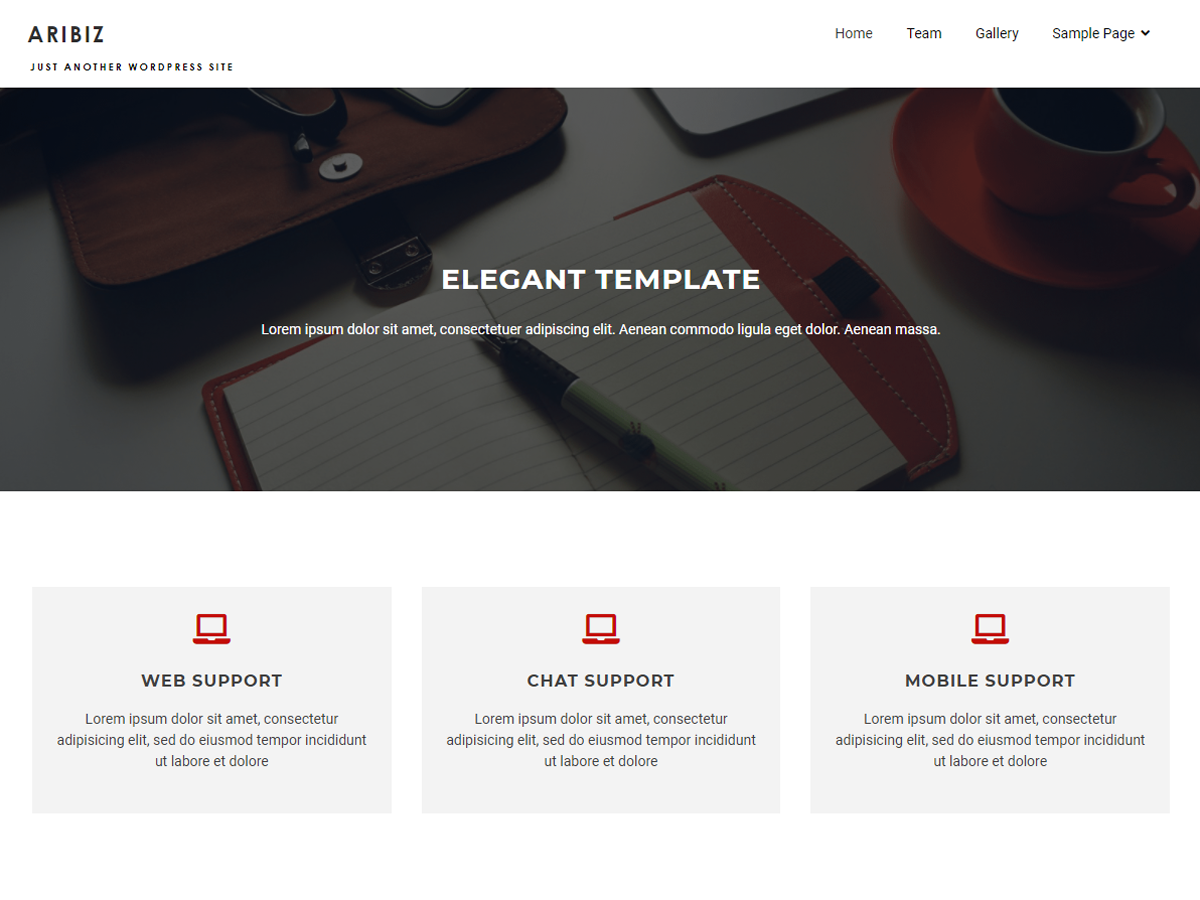 ARIBIZ
JUST ANOTHER WORDPRESS SITE
Home Team Gallery Sample Page
ELEGANT TEMPLATE
Lorem ipsum dolor sit amet, consectetuer adipiscing elit. Aenean commodo ligula eget dolor. Aenean massa.
WEB SUPPORT
Lorem ipsum dolor sit amet, consectetur
adipisicing elit, sed do eiusmod tempor incididunt
ut labore et dolore
CHAT SUPPORT
Lorem ipsum dolor sit amet, consectetur
adipisicing elit, sed do eiusmod tempor incididunt
ut labore et dolore
MOBILE SUPPORT
Lorem ipsum dolor sit amet, consectetur
adipisicing elit, sed do eiusmod tempor incididunt
ut labore et dolore